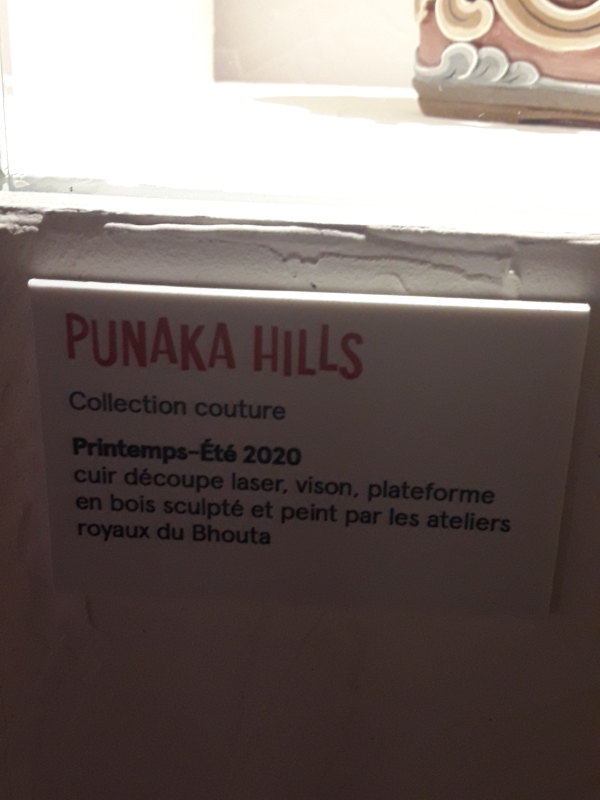 PUNAKA HILLS
Collection couture
Printemps-Été 2020
cuir découpe laser, vison, plateforme
en bois sculpté et peint par les ateliers
royaux du Bhouta